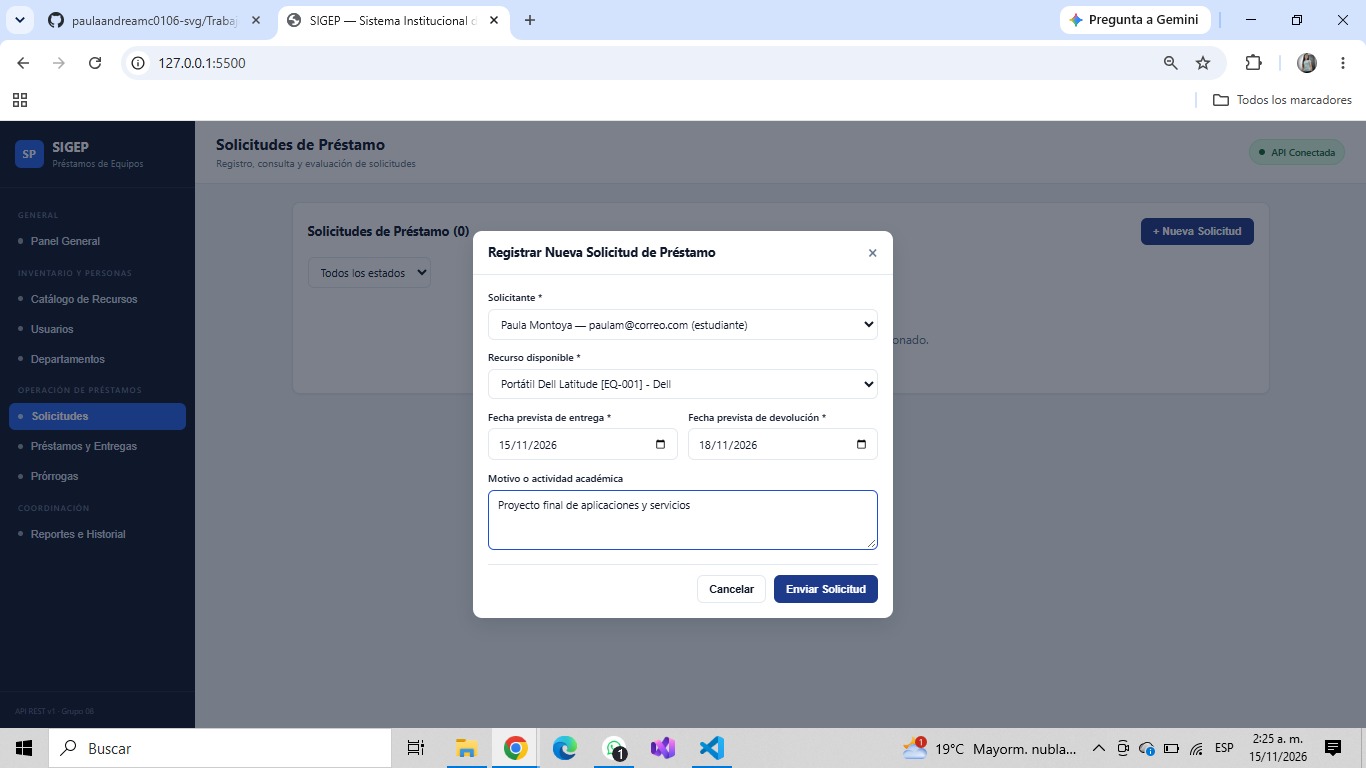 paulaandreamc0106-svg/Traba
SIGEP — Sistema Institucional d
Pregunta a Gemini
127.0.0.1:5500
Todos los marcadores
SP
SIGEP
Préstamos de Equipos
GENERAL
Panel General
INVENTARIO Y PERSONAS
Catálogo de Recursos
Usuarios
Departamentos
OPERACIÓN DE PRÉSTAMOS
Solicitudes
Préstamos y Entregas
Prórrogas
COORDINACIÓN
Reportes e Historial
API REST v1 · Grupo 08
Solicitudes de Préstamo
Registro, consulta y evaluación de solicitudes
API Conectada
Solicitudes de Préstamo (0)
+ Nueva Solicitud
Todos los estados
onado.
Registrar Nueva Solicitud de Préstamo
×
Solicitante *
Paula Montoya — paulam@correo.com (estudiante)
Recurso disponible *
Portátil Dell Latitude [EQ-001] - Dell
Fecha prevista de entrega *
Fecha prevista de devolución *
15/11/2026
18/11/2026
Motivo o actividad académica
Proyecto final de aplicaciones y servicios
Cancelar
Enviar Solicitud
Buscar
1
1
19°C Mayorm. nubla...
ESP
2:25 a. m.
15/11/2026